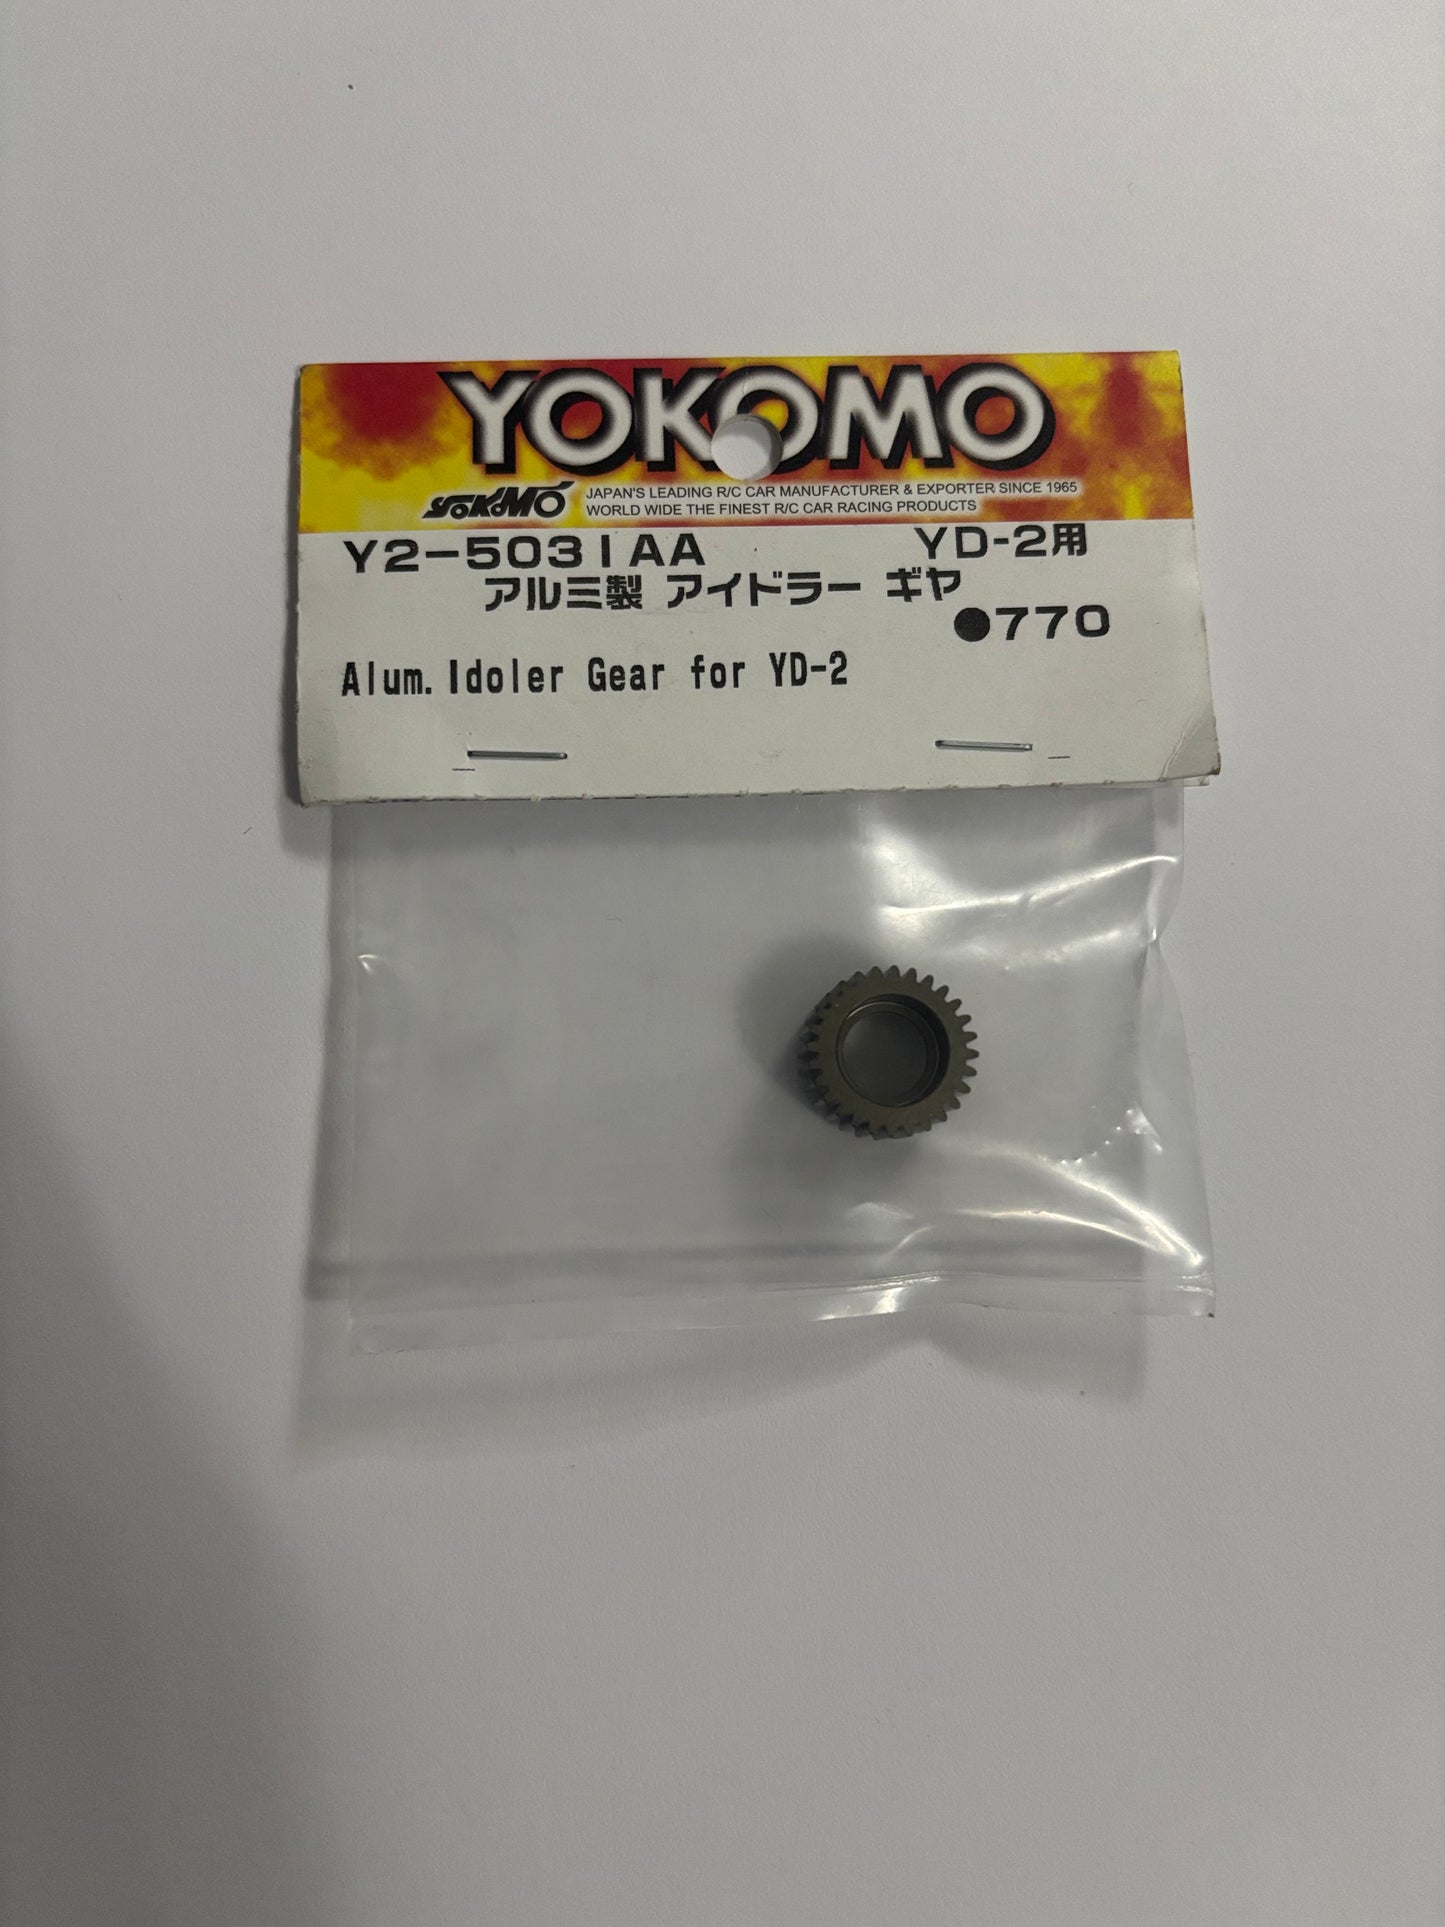 YOKOMO
YOKOMO JAPAN'S LEADING R/C CAR MANUFACTURER & EXPORTER SINCE 1965
WORLD WIDE THE FINEST R/C CAR RACING PRODUCTS
Y2-5031AA YD-2用
アルミ製 アイドラー ギヤ
●770
Alum. Idoler Gear for YD-2